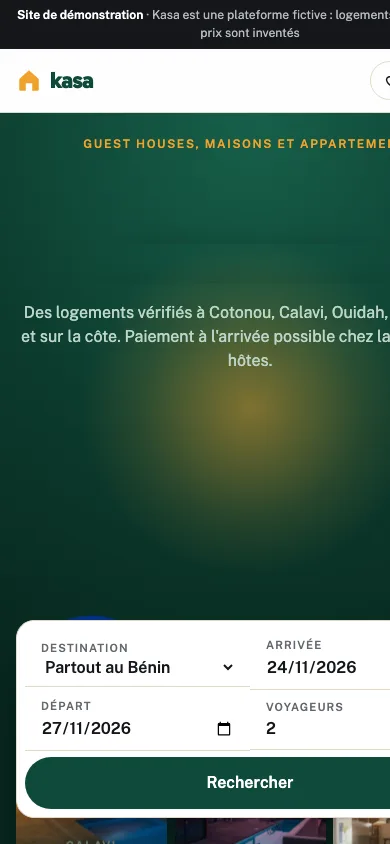 Site de démonstration · Kasa est une plateforme fictive : logements
prix sont inventés
kasa
GUEST HOUSES, MAISONS ET
Des logements vérifiés à Cotonou, Calavi, Ouidah,
et sur la côte. Paiement à l'arrivée possible chez la
hôtes.
DESTINATION
Partout au Bénin
ARRIVÉE
24/11/2026
DÉPART
27/11/2026
VOYAGEURS
2
Rechercher
CALAVI